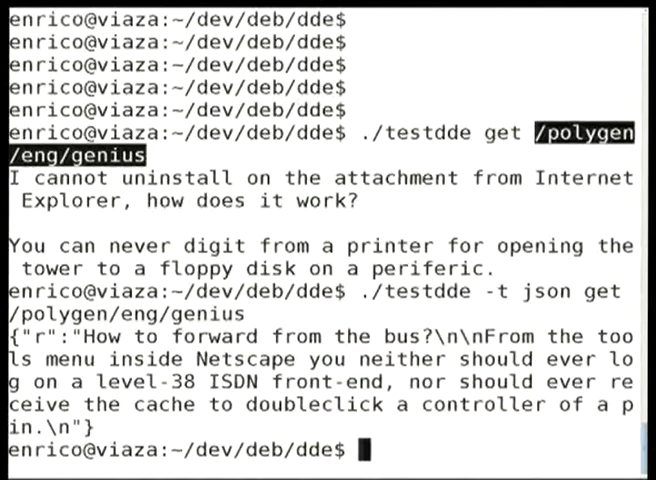 enrico@viaza:~/dev/deb/dde$
enrico@viaza:~/dev/deb/dde$
enrico@viaza:~/dev/deb/dde$
enrico@viaza:~/dev/deb/dde$
enrico@viaza:~/dev/deb/dde$
enrico@viaza:~/dev/deb/dde$ ./testdde get /polygen
/eng/genius
I cannot uninstall on the attachment from Internet
 Explorer, how does it work?

You can never digit from a printer for opening the
 tower to a floppy disk on a periferic.
enrico@viaza:~/dev/deb/dde$ ./testdde -t json get
/polygen/eng/genius
{"r":"How to forward from the bus?\n\nFrom the too
ls menu inside Netscape you neither should ever lo
g on a level-38 ISDN front-end, nor should ever re
ceive the cache to doubleclick a controller of a p
in.\n"}
enrico@viaza:~/dev/deb/dde$